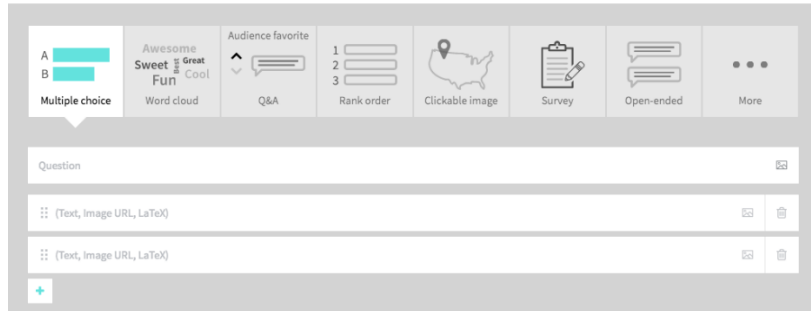 Audience favorite
A
B
Awesome
Sweet Best Great
Fun Cool
1
2
3
Multiple choice
Word cloud
Q&A
Rank order
Clickable image
Survey
Open-ended
More
Question
(Text, Image URL, LaTeX)
(Text, Image URL, LaTeX)